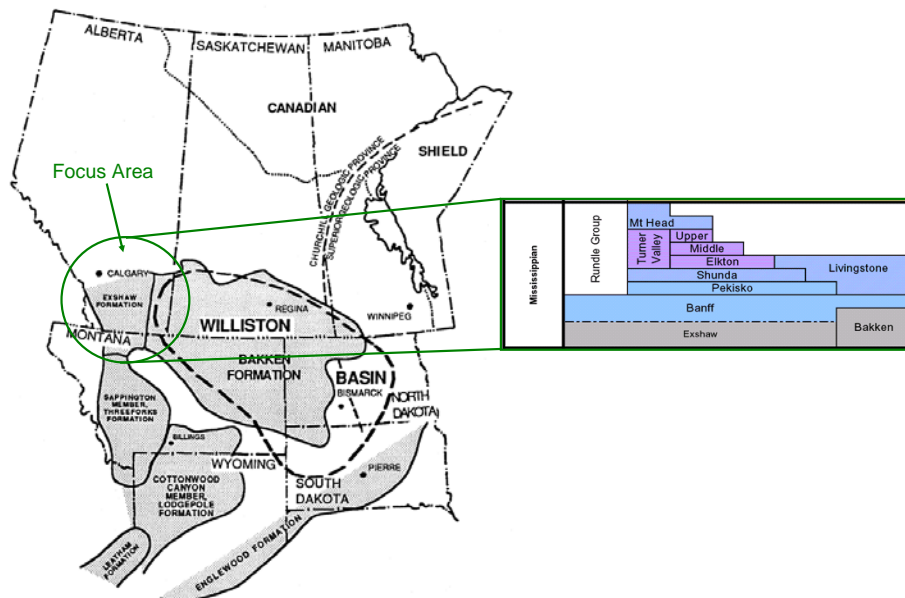 ALBERTA
SASKATCHEWAN
MANITOBA
CANADIAN
SHIELD
CHURCHILL GEOLOGIC PROVINCE
SUPERIOR GEOLOGIC PROVINCE
Focus Area
CALGARY
EXSHAW
FORMATION
REGINA
WINNIPEG
WILLISTON
MONTANA
BAKKEN
FORMATION
BASIN
BISMARCK
NORTH
DAKOTA
SAPPINGTON
MEMBER,
THREEFORKS
FORMATION
BILLINGS
WYOMING
PIERRE
SOUTH
DAKOTA
COTTONWOOD
CANYON
MEMBER,
LODGEPOLE
FORMATION
LEATHAM
FORMATION
ENGLEWOOD FORMATION
Mississippian
Rundle Group
Mt Head
Turner
Valley
Upper
Middle
Elkton
Shunda
Livingstone
Pekisko
Banff
Exshaw
Bakken